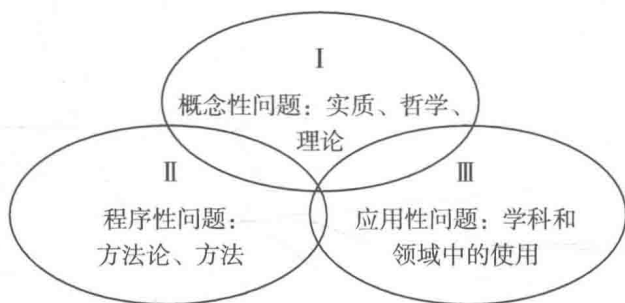 Ⅰ
概念性问题：实质、哲学、
理论
Ⅱ
程序性问题：
方法论、方法
Ⅲ
应用性问题：学科和
领域中的使用